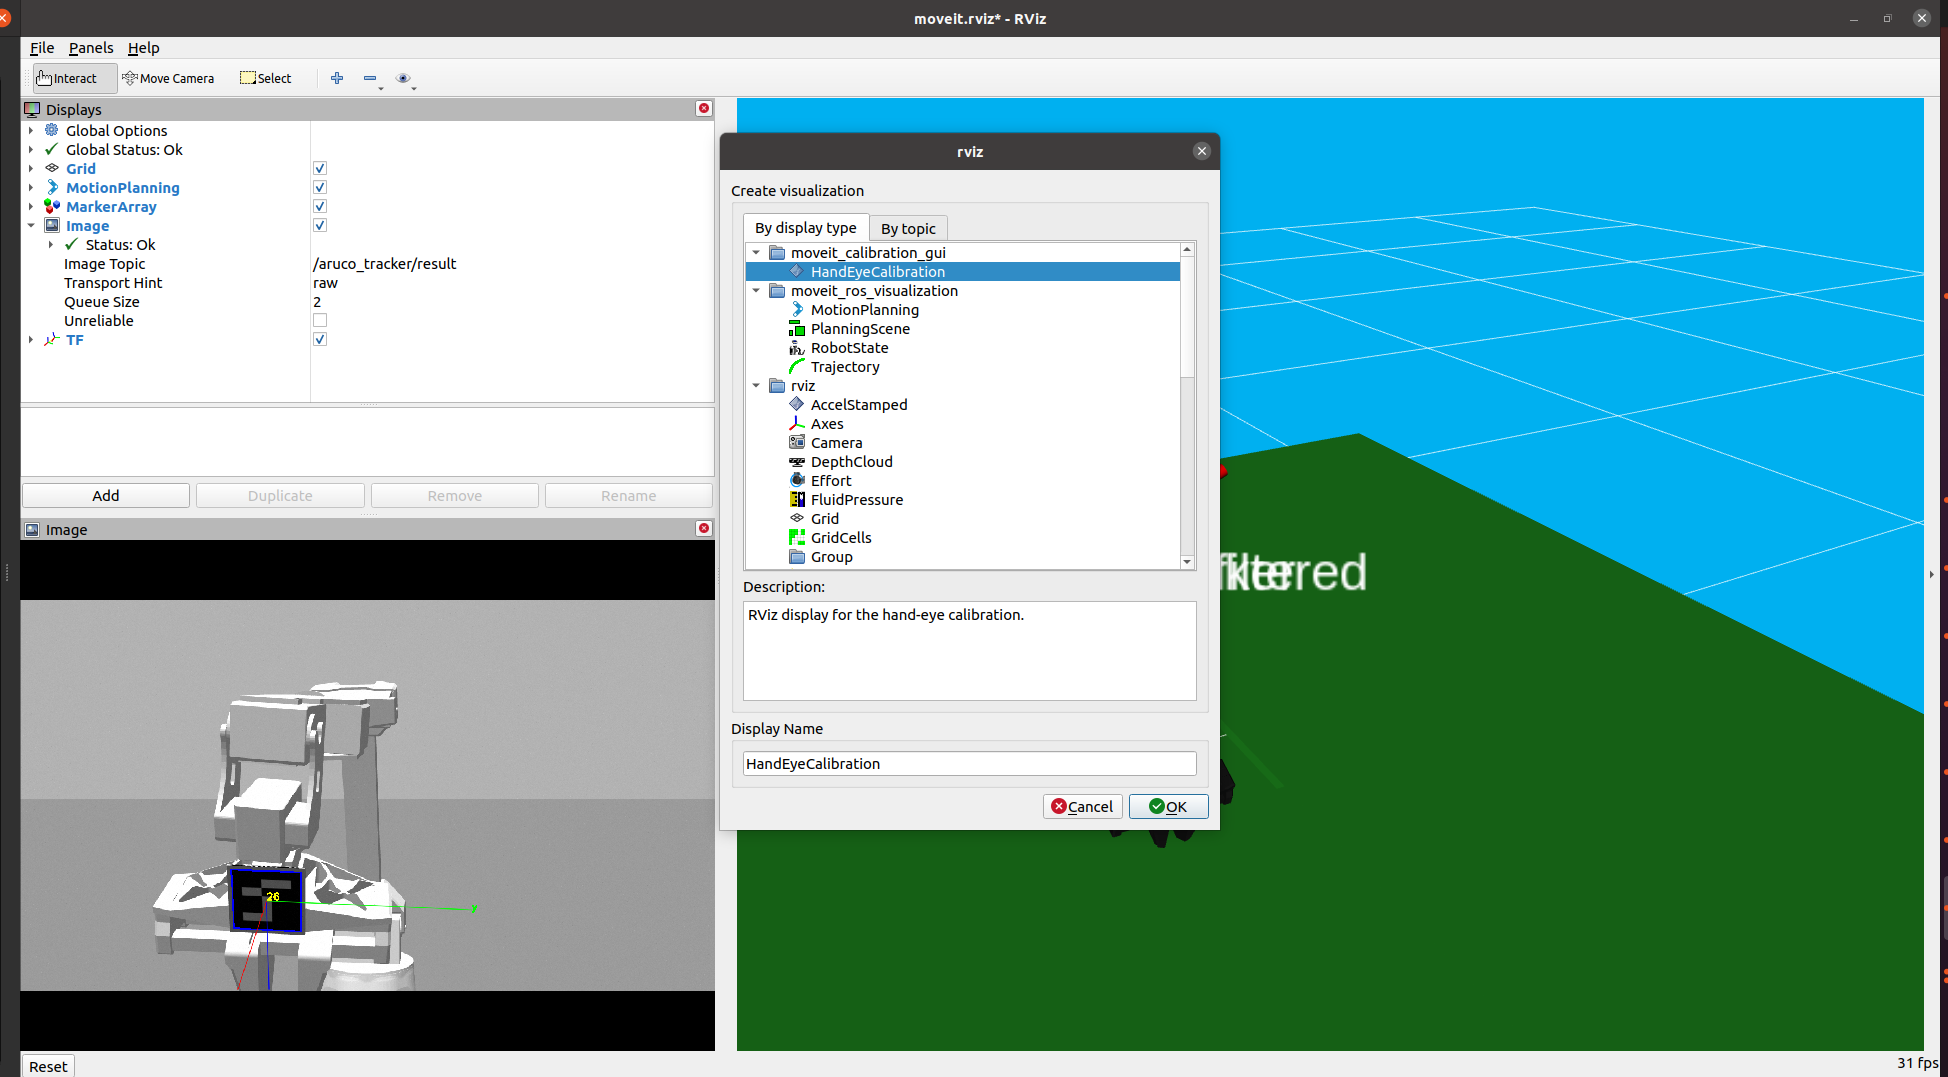 moveit.rviz* - RViz
File Panels Help
Interact Move Camera Select
Displays
Global Options
Global Status: Ok
Grid
MotionPlanning
MarkerArray
Image
Status: Ok
Image Topic /aruco_tracker/result
Transport Hint raw
Queue Size 2
Unreliable
TF
Add Duplicate Remove Rename
Image
26
y
rviz
Create visualization
By display type By topic
moveit_calibration_gui
HandEyeCalibration
moveit_ros_visualization
MotionPlanning
PlanningScene
RobotState
Trajectory
rviz
AccelStamped
Axes
Camera
DepthCloud
Effort
FluidPressure
Grid
GridCells
Group
Description:
RViz display for the hand-eye calibration.
Display Name
HandEyeCalibration
Cancel OK
Reset
31 fps